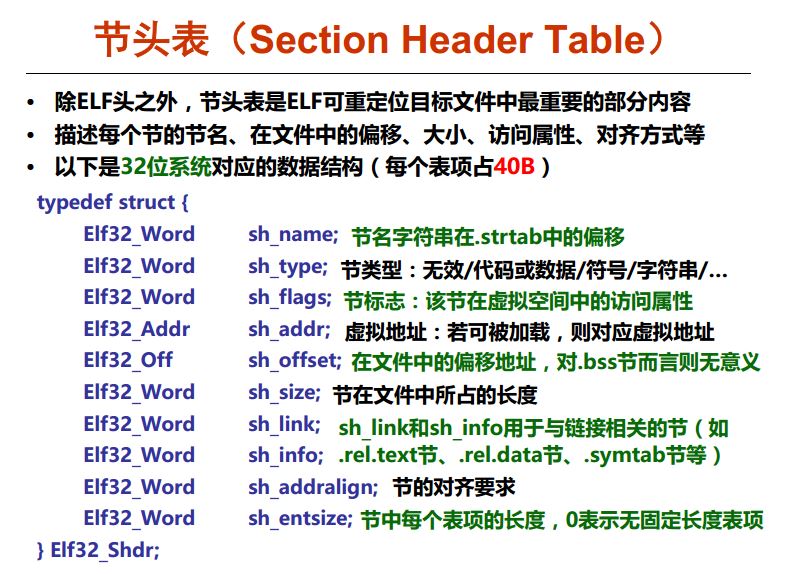 节头表（Section Header Table）
• 除ELF头之外，节头表是ELF可重定位目标文件中最重要的部分内容
• 描述每个节的节名、在文件中的偏移、大小、访问属性、对齐方式等
• 以下是32位系统对应的数据结构（每个表项占40B）
typedef struct {
Elf32_Word sh_name; 节名字符串在.strtab中的偏移
Elf32_Word sh_type; 节类型：无效/代码或数据/符号/字符串/...
Elf32_Word sh_flags; 节标志：该节在虚拟空间中的访问属性
Elf32_Addr sh_addr; 虚拟地址：若可被加载，则对应虚拟地址
Elf32_Off sh_offset; 在文件中的偏移地址，对.bss节而言则无意义
Elf32_Word sh_size; 节在文件中所占的长度
Elf32_Word sh_link; sh_link和sh_info用于与链接相关的节（如
Elf32_Word sh_info; .rel.text节、.rel.data节、.symtab节等）
Elf32_Word sh_addralign; 节的对齐要求
Elf32_Word sh_entsize; 节中每个表项的长度，0表示无固定长度表项
} Elf32_Shdr;